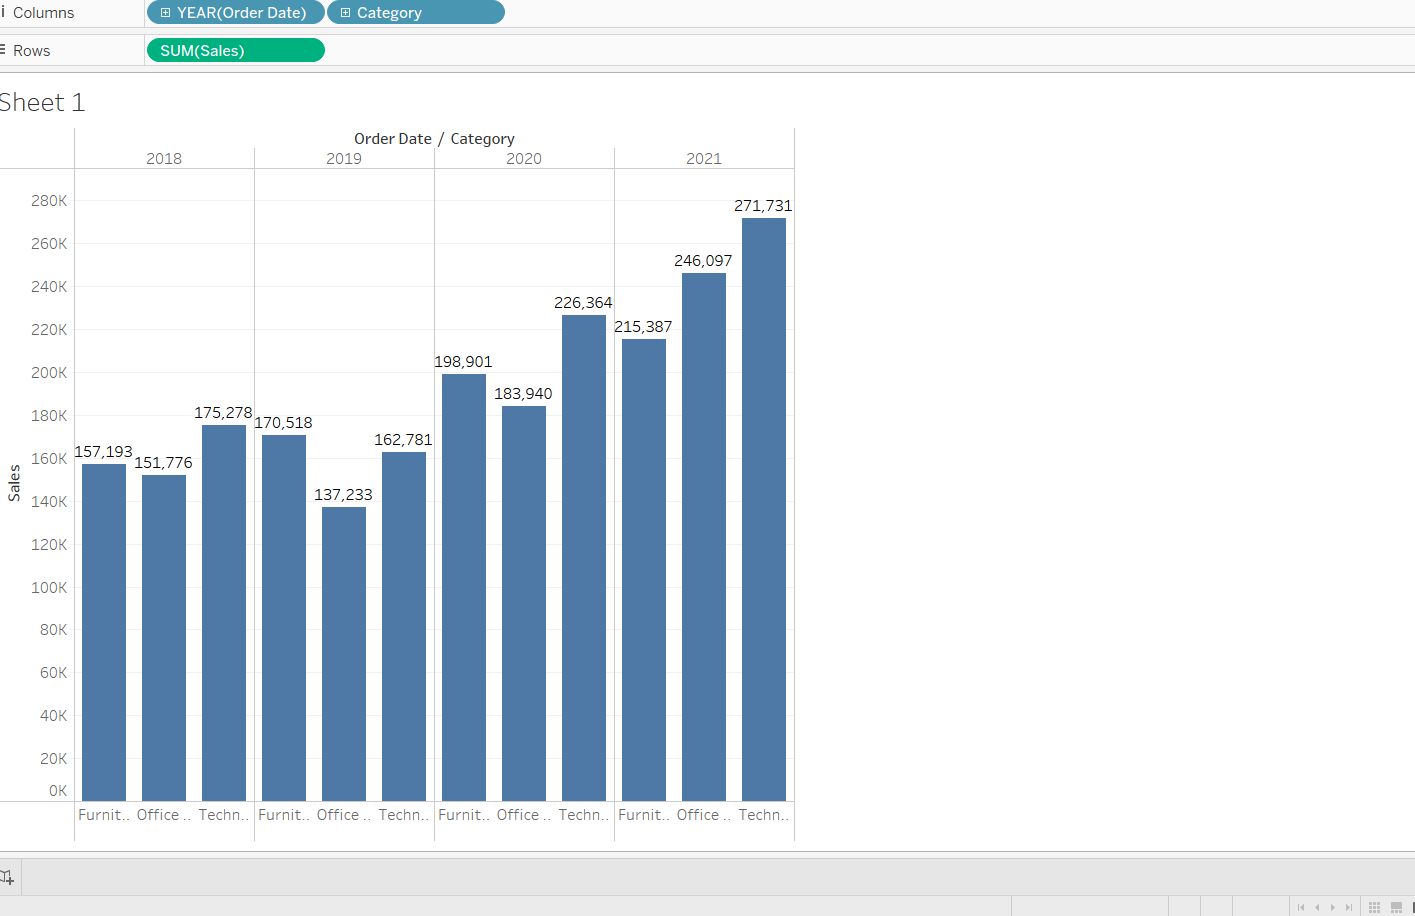 Columns YEAR(Order Date) Category
Rows SUM(Sales)
Sheet 1
Order Date / Category
2018 2019 2020 2021
280K
260K
240K
220K
200K
180K
160K
140K
120K
100K
80K
60K
40K
20K
0K
Sales
157,193 151,776 175,278 170,518 137,233 162,781 198,901 183,940 226,364 215,387 246,097 271,731
Furnit.. Office .. Techn.. Furnit.. Office .. Techn.. Furnit.. Office .. Techn.. Furnit.. Office .. Techn..